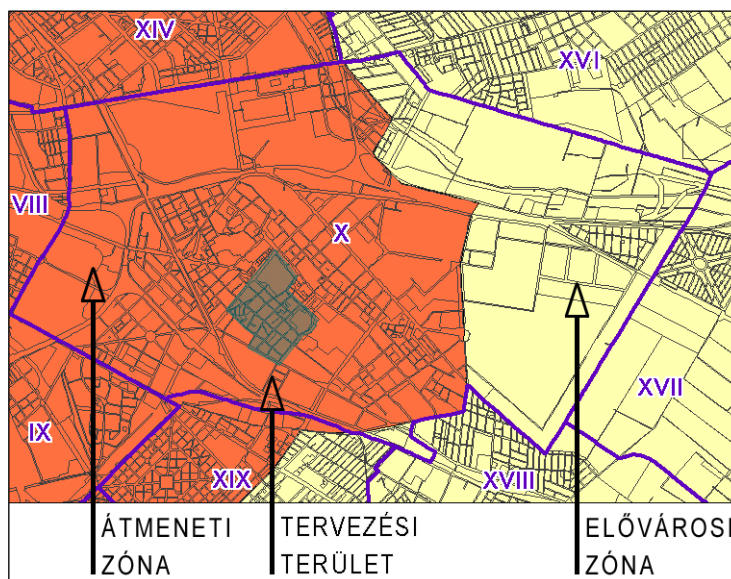 XIV
XVI
VIII
X
XVII
IX
XIX
XVIII
ÁTMENETI
ZÓNA
TERVEZÉSI
TERÜLET
ELŐVÁROSI
ZÓNA